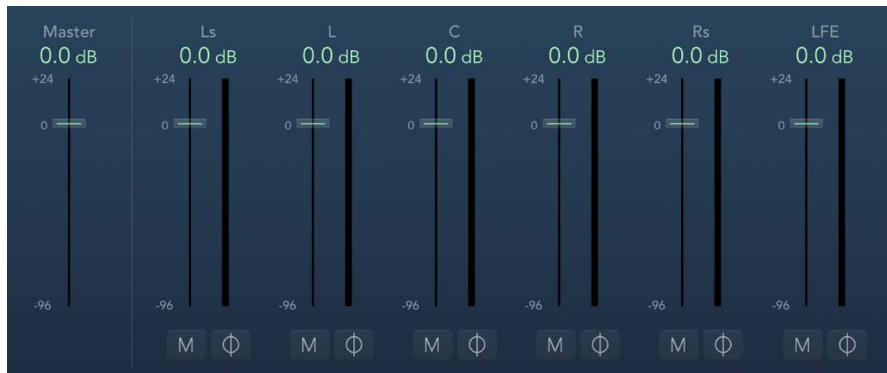 Master Ls L C R Rs LFE
0.0 dB 0.0 dB 0.0 dB 0.0 dB 0.0 dB 0.0 dB 0.0 dB
+24 +24 +24 +24 +24 +24 +24
0 0 0 0 0 0 0
-96 -96 -96 -96 -96 -96 -96
M M M M M M